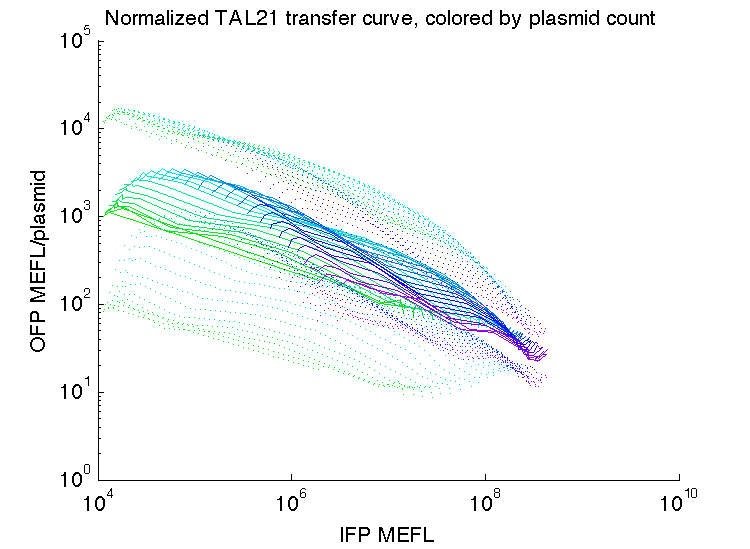 Normalized TAL21 transfer curve, colored by plasmid count
10^5
10^4
10^3
10^2
10^1
10^0
OFP MEFL/plasmid
10^4 10^6 10^8 10^10
IFP MEFL